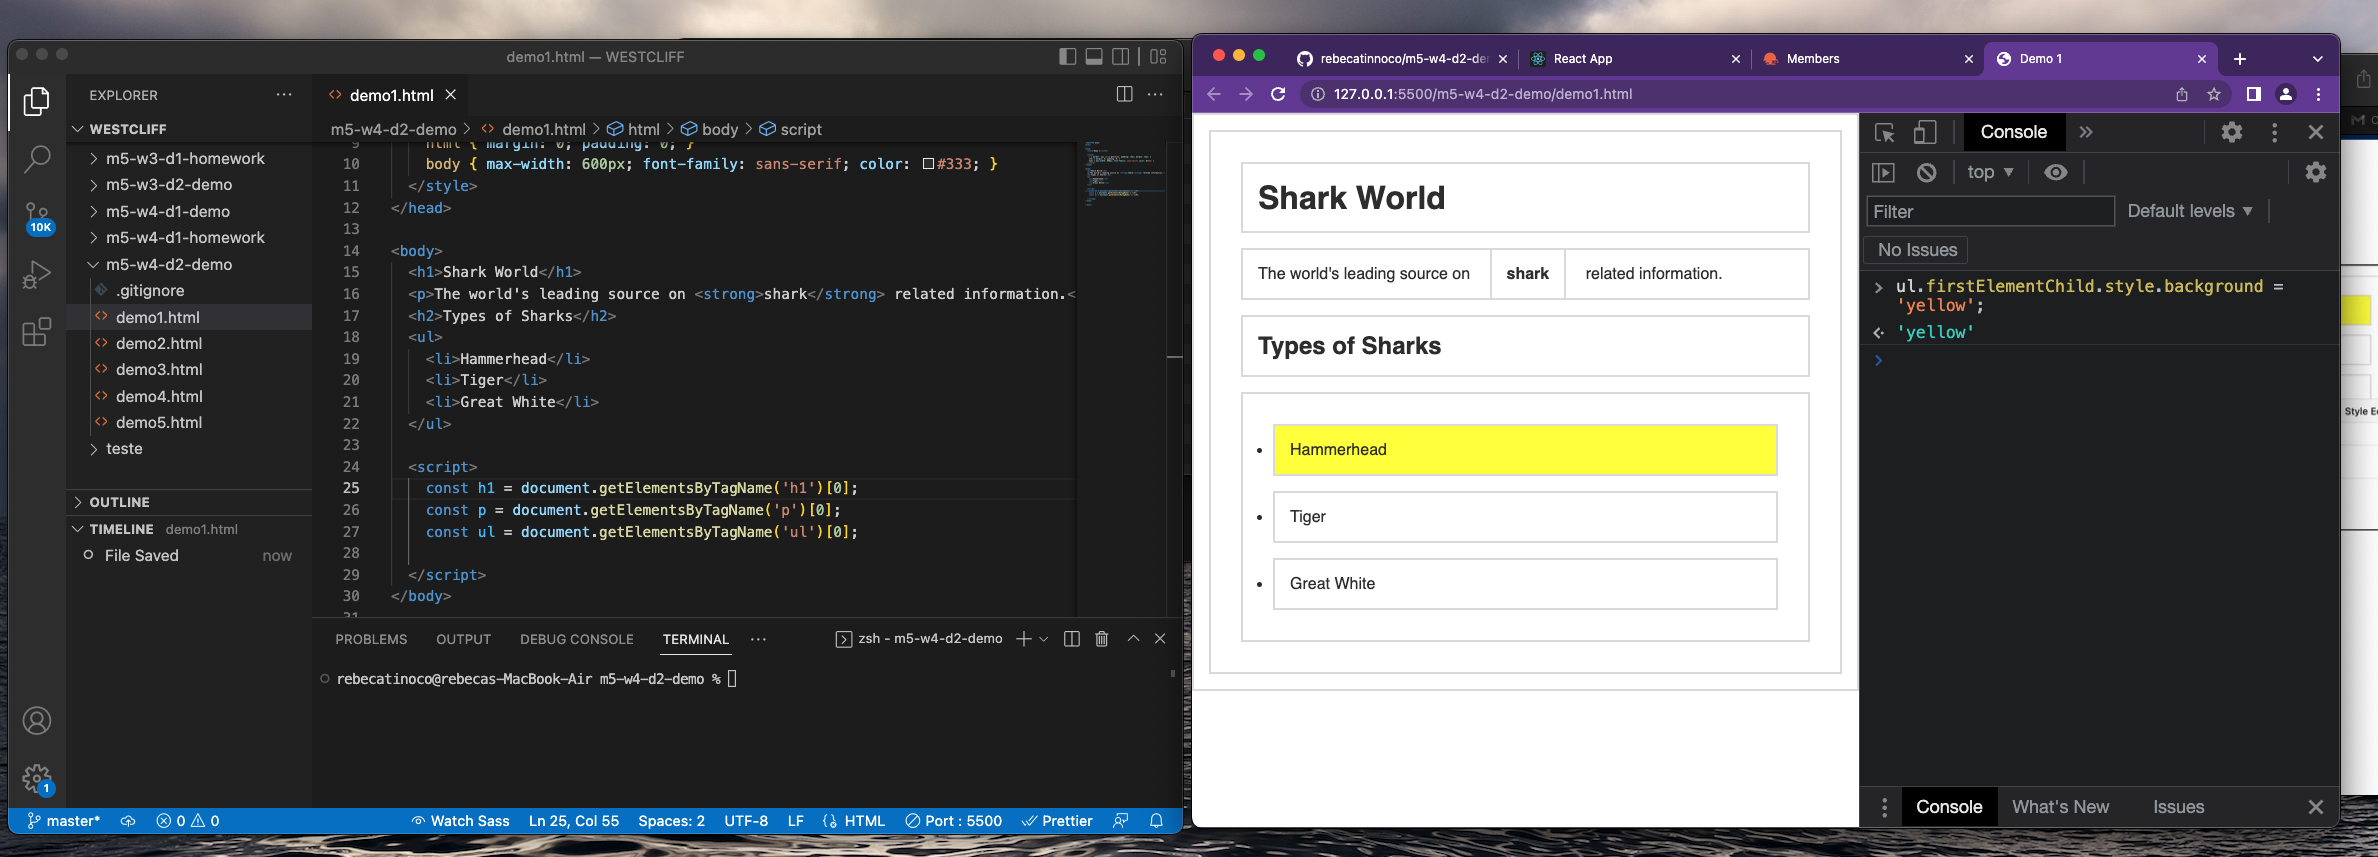 demo1.html — WESTCLIFF
EXPLORER
WESTCLIFF
m5-w3-d1-homework
m5-w3-d2-demo
m5-w4-d1-demo
m5-w4-d1-homework
m5-w4-d2-demo
.gitignore
demo1.html
demo2.html
demo3.html
demo4.html
demo5.html
teste
OUTLINE
TIMELINE demo1.html
File Saved now
10K
1
demo1.html
m5-w4-d2-demo > demo1.html > html > body > script
9 html { margin: 0; padding: 0; }
10 body { max-width: 600px; font-family: sans-serif; color: #333; }
11 </style>
12 </head>
13
14 <body>
15 <h1>Shark World</h1>
16 <p>The world's leading source on <strong>shark</strong> related information.<
17 <h2>Types of Sharks</h2>
18 <ul>
19 <li>Hammerhead</li>
20 <li>Tiger</li>
21 <li>Great White</li>
22 </ul>
23
24 <script>
25 const h1 = document.getElementsByTagName('h1')[0];
26 const p = document.getElementsByTagName('p')[0];
27 const ul = document.getElementsByTagName('ul')[0];
28
29 </script>
30 </body>
31
PROBLEMS OUTPUT DEBUG CONSOLE TERMINAL zsh - m5-w4-d2-demo
rebecatinoco@rebecas-MacBook-Air m5-w4-d2-demo %
master* 0 0 Watch Sass Ln 25, Col 55 Spaces: 2 UTF-8 LF HTML Port : 5500 Prettier
rebecatinnoco/m5-w4-d2-der React App Members Demo 1
127.0.0.1:5500/m5-w4-d2-demo/demo1.html
Shark World
The world's leading source on shark related information.
Types of Sharks
Hammerhead
Tiger
Great White
Console
top
Filter Default levels
No Issues
ul.firstElementChild.style.background =
'yellow';
'yellow'
Console What's New Issues
Style